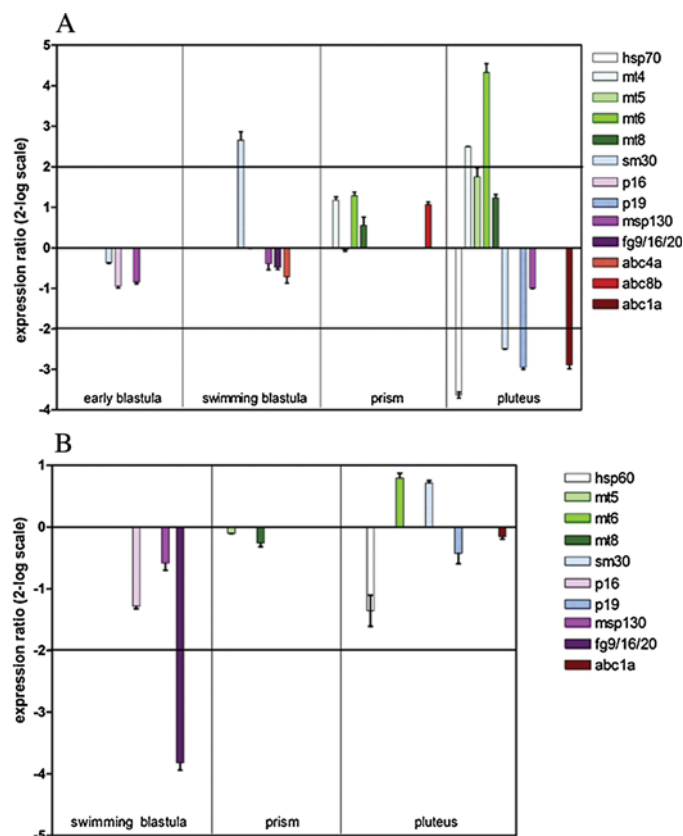 A
expression ratio (2-log scale)
5
4
3
2
1
0
-1
-2
-3
-4
early blastula
swimming blastula
prism
pluteus
hsp70
mt4
mt5
mt6
mt8
sm30
p16
p19
msp130
fg9/16/20
abc4a
abc8b
abc1a
B
expression ratio (2-log scale)
1
0
-1
-2
-3
-4
-5
swimming blastula
prism
pluteus
hsp60
mt5
mt6
mt8
sm30
p16
p19
msp130
fg9/16/20
abc1a